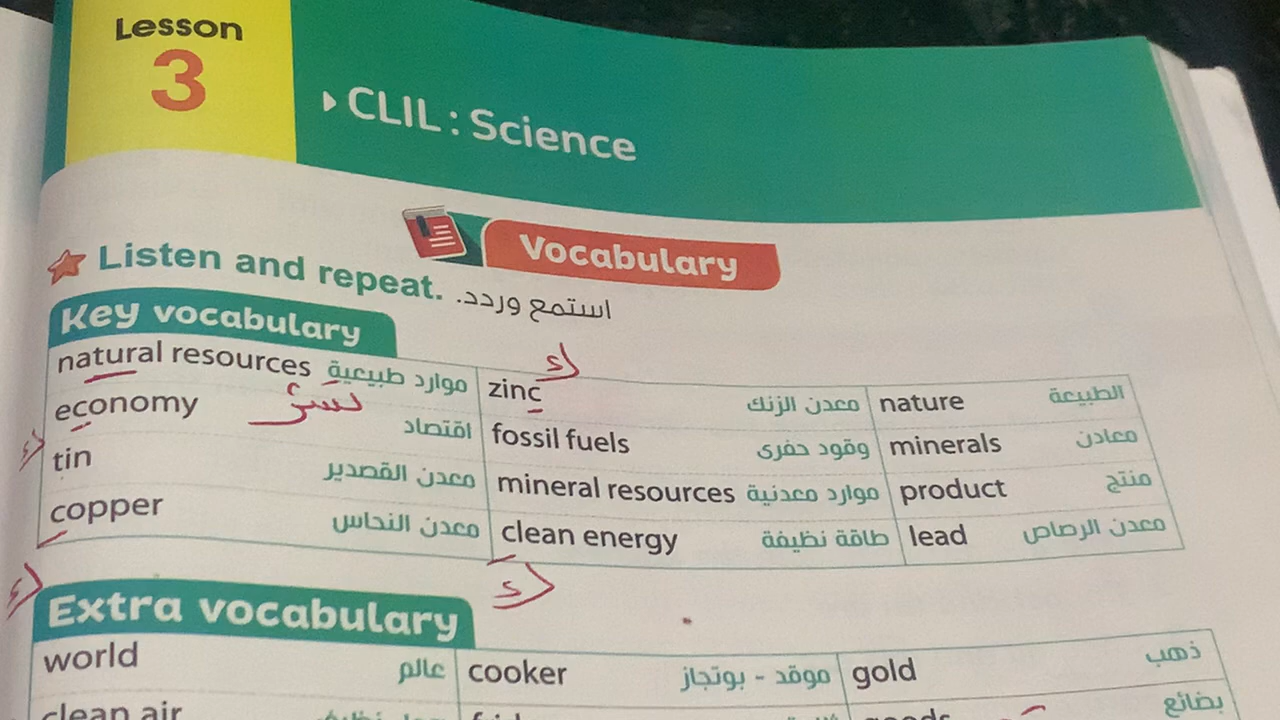 Lesson
3
CLIL : Science
Vocabulary
Listen and repeat. استمع وردد.
Key vocabulary
natural resources موارد طبيعية zinc معدن الزنك nature الطبيعة
economy اقتصاد fossil fuels وقود حفرى minerals معادن
tin معدن القصدير mineral resources موارد معدنية product منتج
copper معدن النحاس clean energy طاقة نظيفة lead معدن الرصاص
Extra vocabulary
world عالم cooker موقد - بوتجاز gold ذهب
clean air بضائع